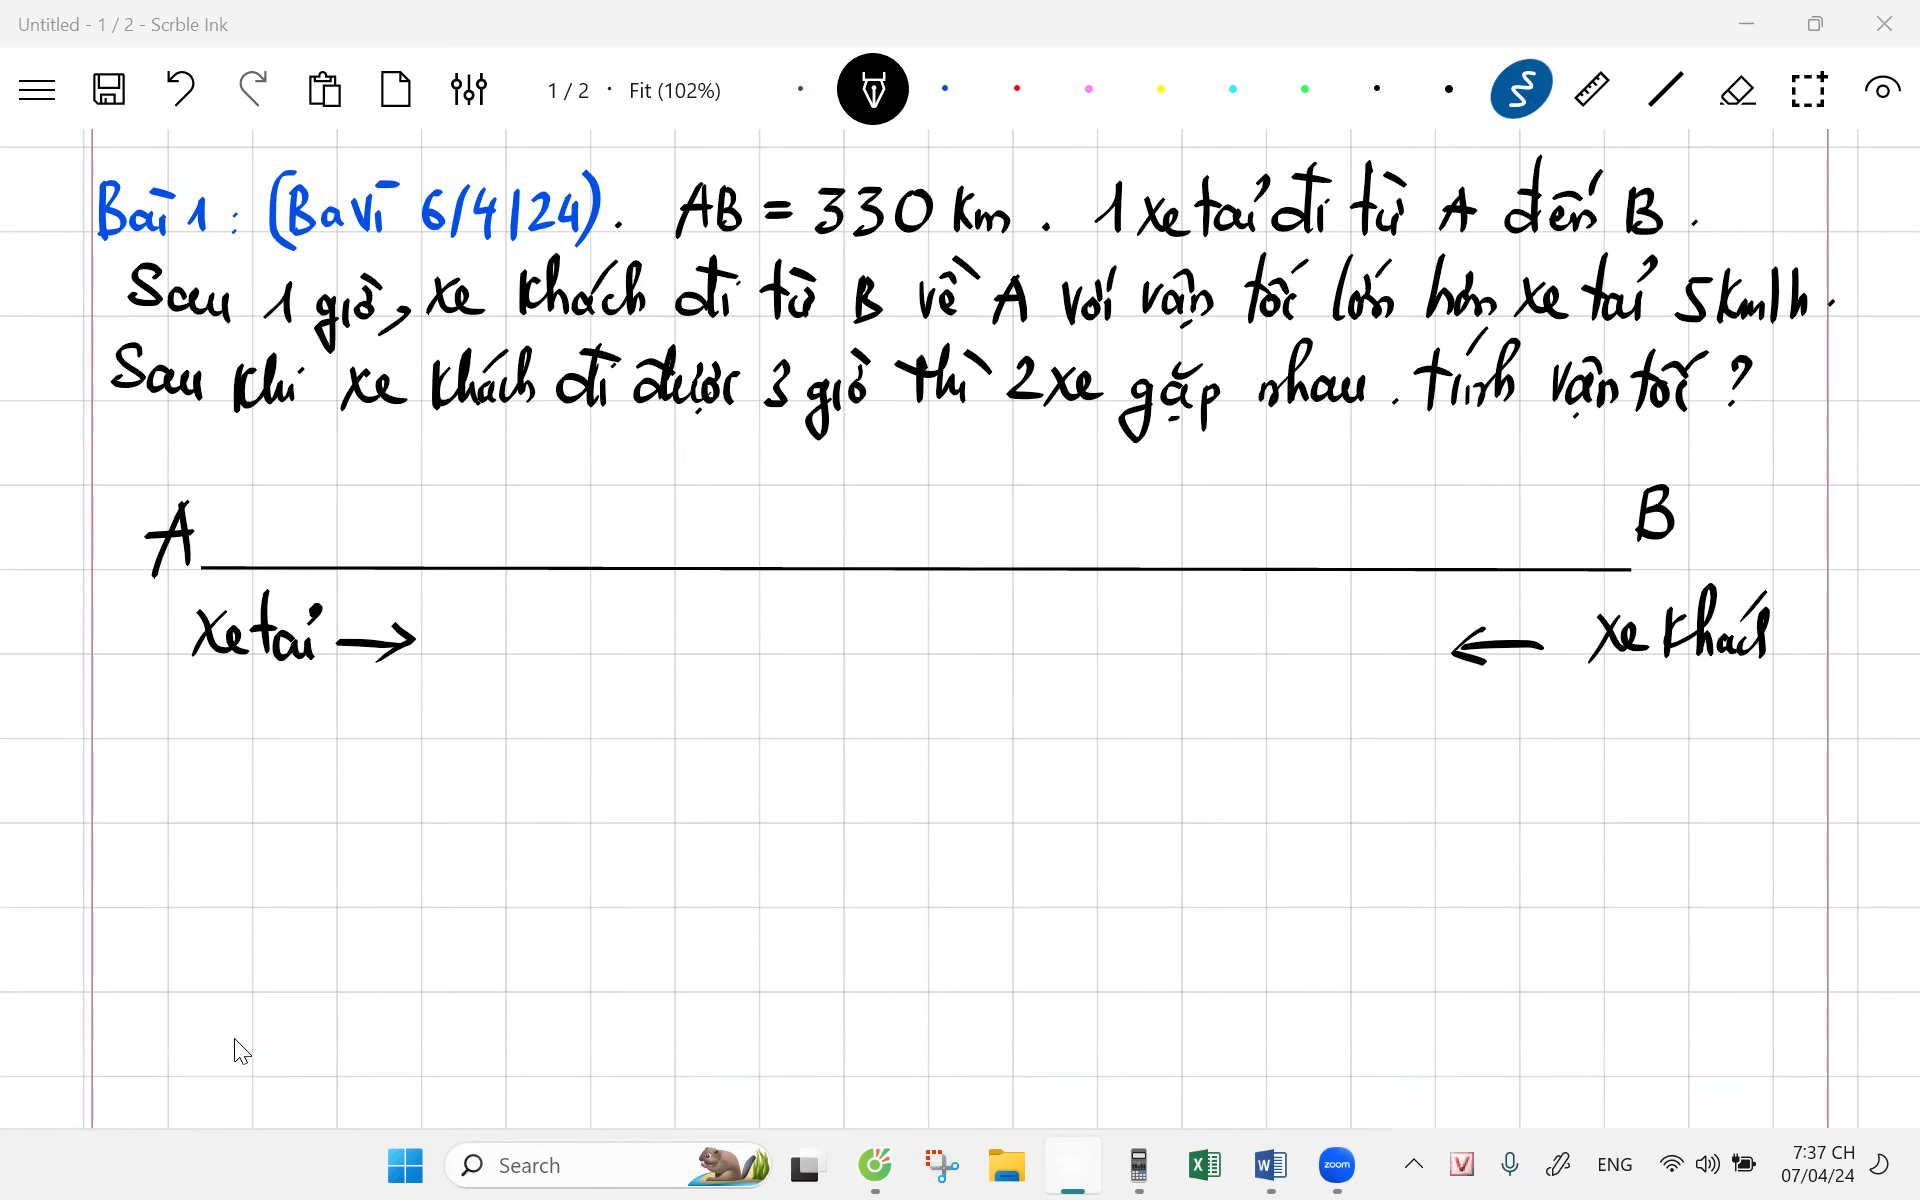 Untitled - 1 / 2 - Scrble Ink
1 / 2 · Fit (102%)
Bài 1 : (Ba Vì 6/4/24). AB = 330 Km . 1 xe tải đi từ A đến B .
Sau 1 giờ, xe khách đi từ B về A với vận tốc lớn hơn xe tải 5 Km/h .
Sau khi xe khách đi được 3 giờ thì 2 xe gặp nhau . tính vận tốc ?
A B
xe tải → ← xe khách
Search
zoom
ENG
7:37 CH
07/04/24